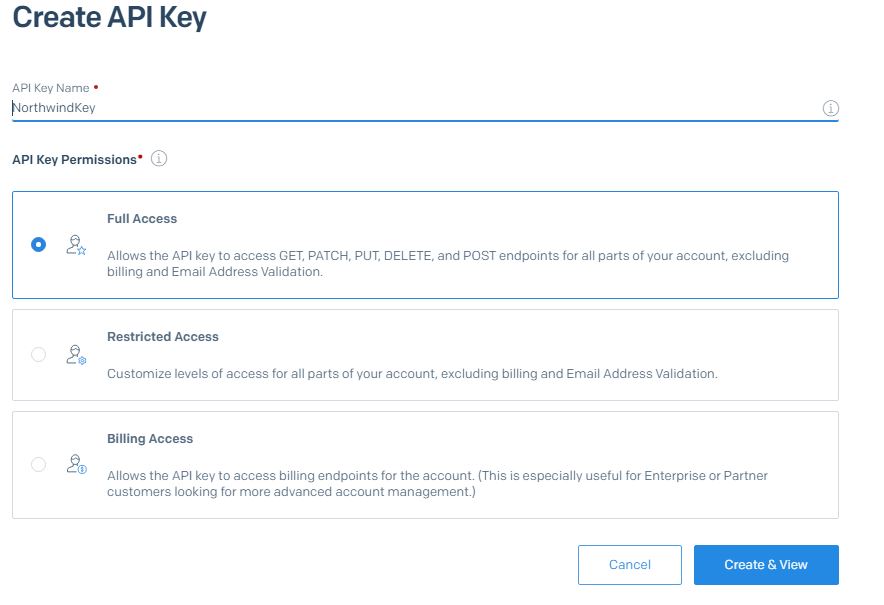 Create API Key
API Key Name •
NorthwindKey
API Key Permissions•
Full Access
Allows the API key to access GET, PATCH, PUT, DELETE, and POST endpoints for all parts of your account, excluding
billing and Email Address Validation.
Restricted Access
Customize levels of access for all parts of your account, excluding billing and Email Address Validation.
Billing Access
Allows the API key to access billing endpoints for the account. (This is especially useful for Enterprise or Partner
customers looking for more advanced account management.)
Cancel
Create & View